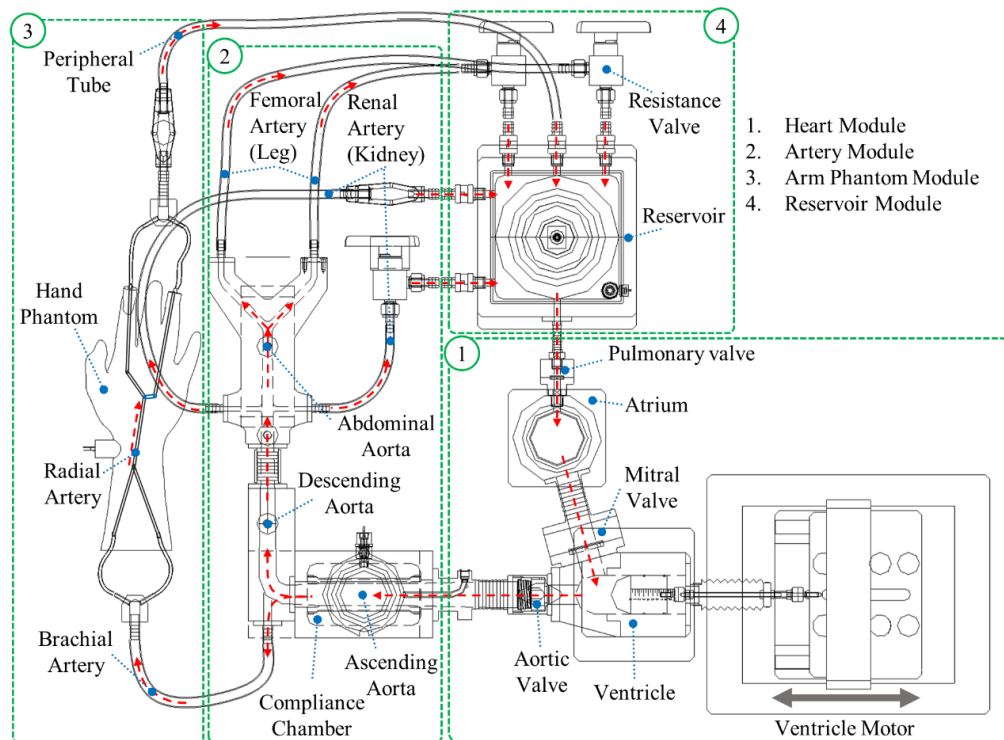 3
Peripheral
Tube
2
Femoral
Artery
(Leg)
Renal
Artery
(Kidney)
4
Resistance
Valve
1. Heart Module
2. Artery Module
3. Arm Phantom Module
4. Reservoir Module
Reservoir
Hand
Phantom
1
Pulmonary valve
Atrium
Abdominal
Aorta
Radial
Artery
Descending
Aorta
Mitral
Valve
Brachial
Artery
Ascending
Aorta
Compliance
Chamber
Aortic
Valve
Ventricle
Ventricle Motor